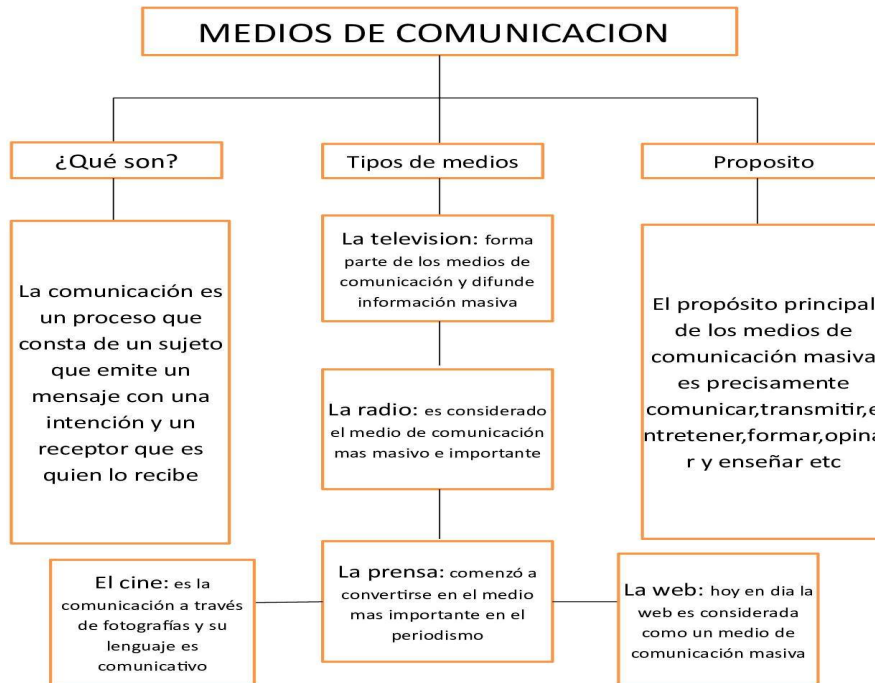 MEDIOS DE COMUNICACION
¿Qué son?
La comunicación es
un proceso que
consta de un sujeto
que emite un
mensaje con una
intención y un
receptor que es
quien lo recibe
Tipos de medios
La television: forma
parte de los medios de
comunicación y difunde
información masiva
La radio: es considerado
el medio de comunicación
mas masivo e importante
La prensa: comenzó a
convertirse en el medio
mas importante en el
periodismo
El cine: es la
comunicación a través
de fotografías y su
lenguaje es
comunicativo
La web: hoy en dia la
web es considerada
como un medio de
comunicación masiva
Proposito
El propósito principal
de los medios de
comunicación masiva
es precisamente
comunicar,transmitir,e
ntretener,formar,opina
r y enseñar etc